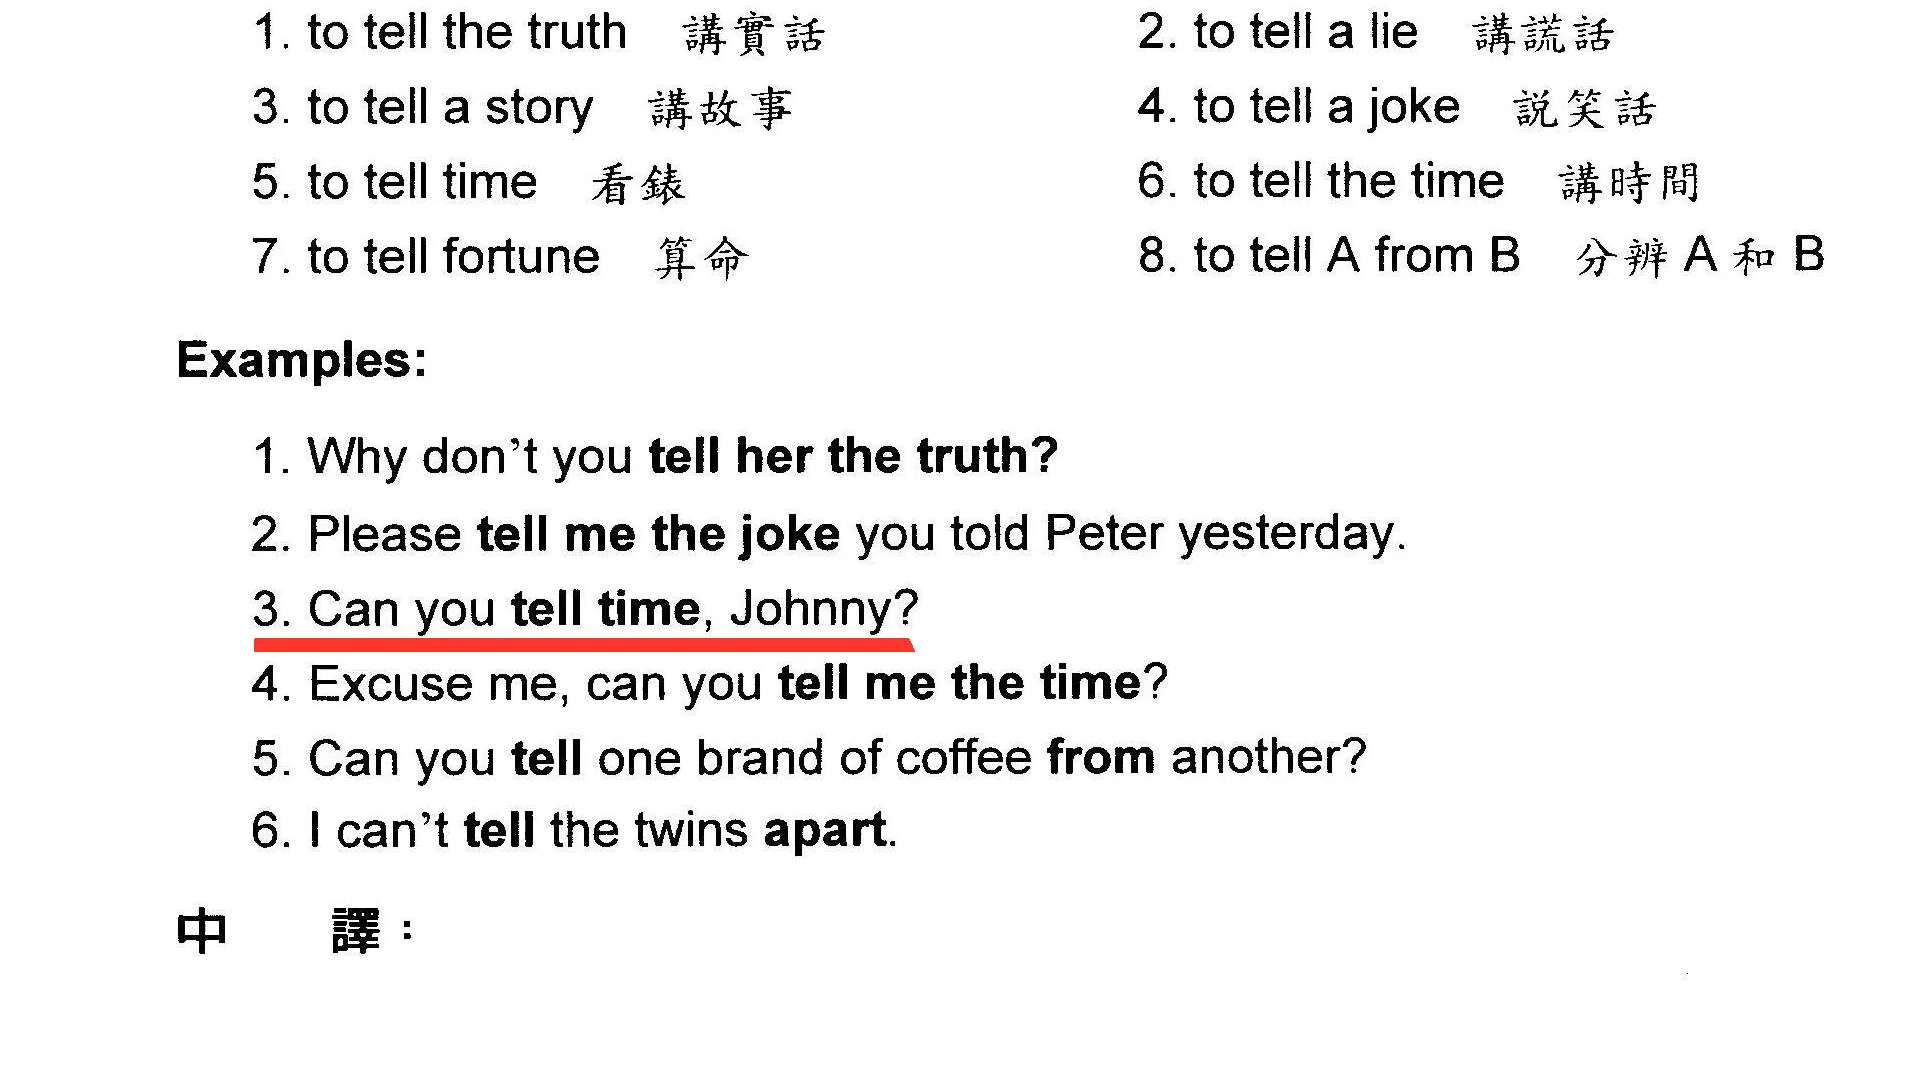 1. to tell the truth 講實話
2. to tell a lie 講謊話
3. to tell a story 講故事
4. to tell a joke 説笑話
5. to tell time 看錶
6. to tell the time 講時間
7. to tell fortune 算命
8. to tell A from B 分辨 A 和 B
Examples:
1. Why don't you tell her the truth?
2. Please tell me the joke you told Peter yesterday.
3. Can you tell time, Johnny?
4. Excuse me, can you tell me the time?
5. Can you tell one brand of coffee from another?
6. I can't tell the twins apart.
中 譯：